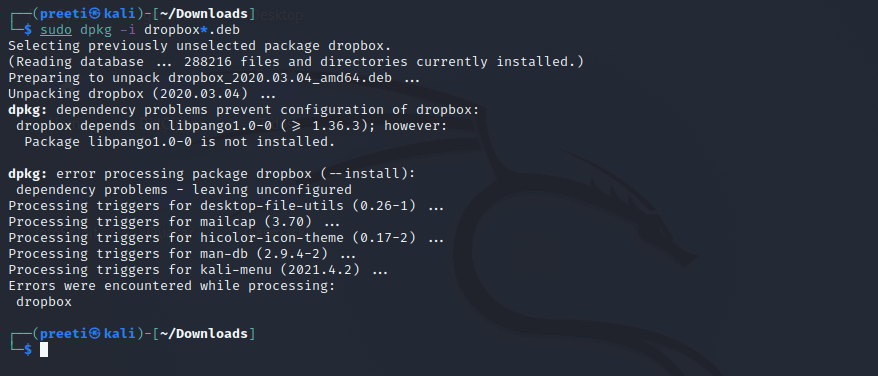 ┌──(preeti㉿kali)-[~/Downloads]
└─$ sudo dpkg -i dropbox*.deb
Selecting previously unselected package dropbox.
(Reading database ... 288216 files and directories currently installed.)
Preparing to unpack dropbox_2020.03.04_amd64.deb ...
Unpacking dropbox (2020.03.04) ...
dpkg: dependency problems prevent configuration of dropbox:
 dropbox depends on libpango1.0-0 (>= 1.36.3); however:
  Package libpango1.0-0 is not installed.

dpkg: error processing package dropbox (--install):
 dependency problems - leaving unconfigured
Processing triggers for desktop-file-utils (0.26-1) ...
Processing triggers for mailcap (3.70) ...
Processing triggers for hicolor-icon-theme (0.17-2) ...
Processing triggers for man-db (2.9.4-2) ...
Processing triggers for kali-menu (2021.4.2) ...
Errors were encountered while processing:
 dropbox

┌──(preeti㉿kali)-[~/Downloads]
└─$